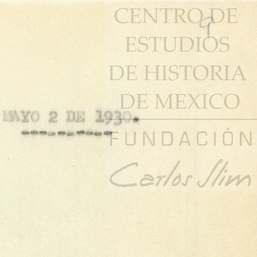 CENTRO DE
ESTUDIOS
DE HISTORIA
DE MEXICO
MAYO 2 DE 1930.
FUNDACIÓN
Carlos Slim